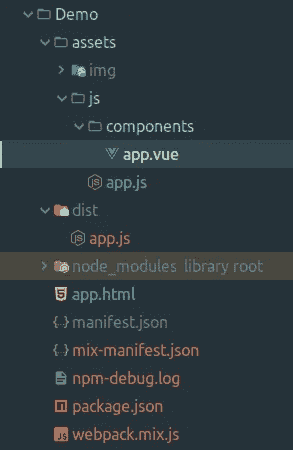 Demo
assets
img
js
components
app.vue
app.js
dist
app.js
node_modules library root
app.html
manifest.json
mix-manifest.json
npm-debug.log
package.json
webpack.mix.js